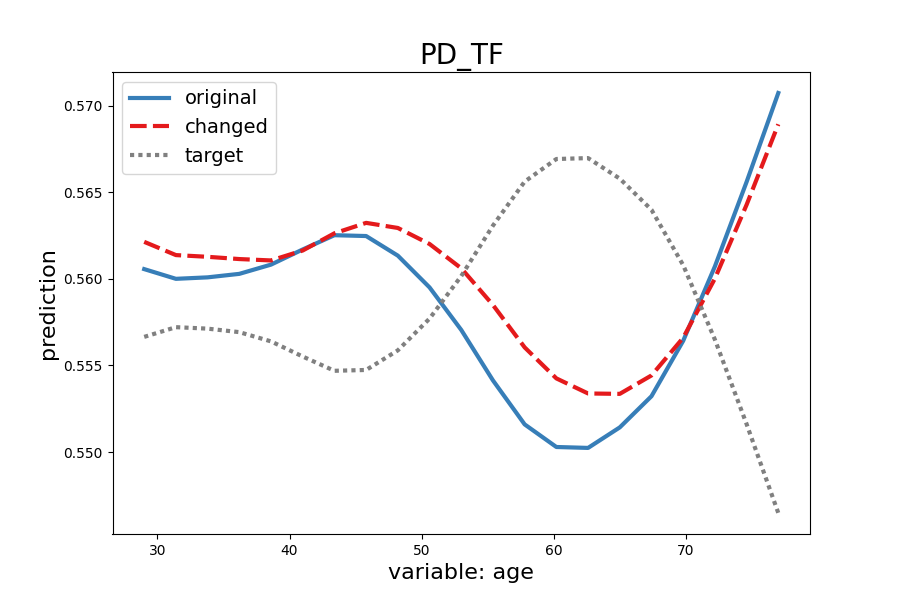 PD_TF
original
changed
target
prediction
0.570
0.565
0.560
0.555
0.550
30 40 50 60 70
variable: age